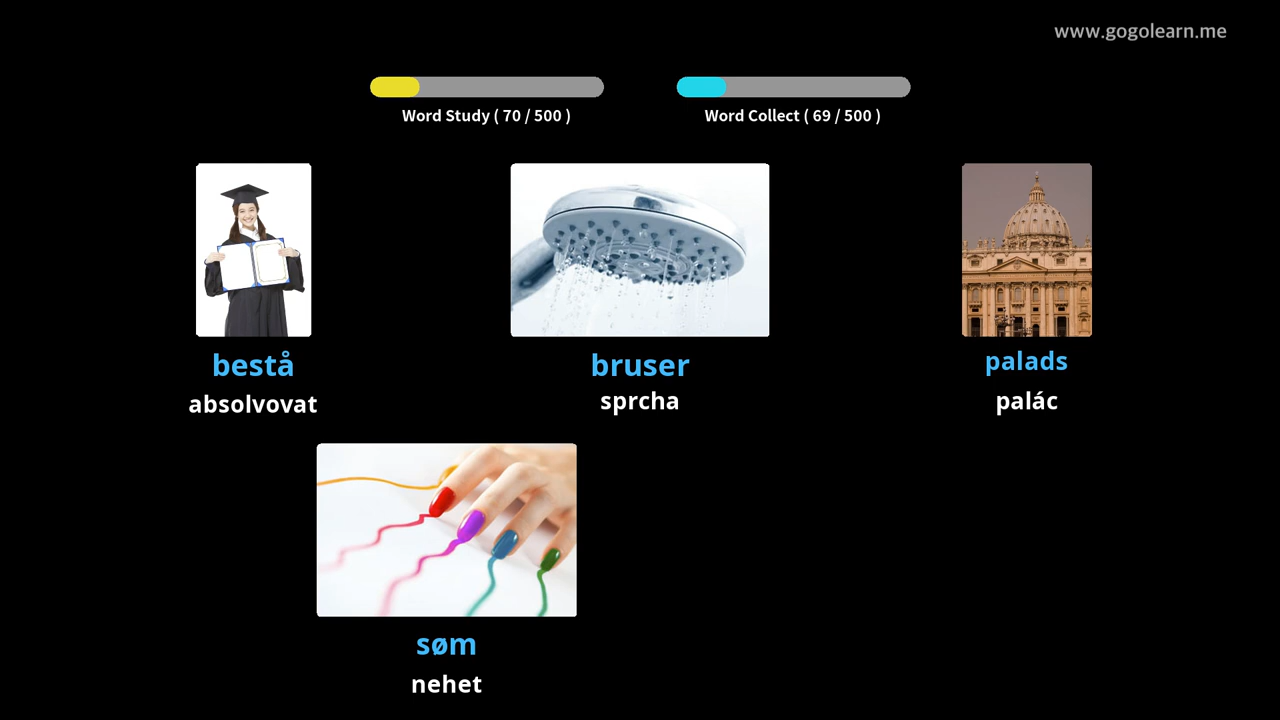 www.gogolearn.me
Word Study ( 70 / 500 )
Word Collect ( 69 / 500 )
bestå
absolvovat
bruser
sprcha
palads
palác
søm
nehet